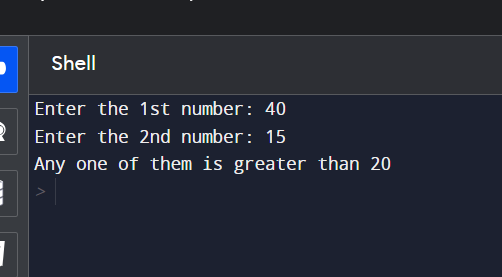 Shell
Enter the 1st number: 40
Enter the 2nd number: 15
Any one of them is greater than 20
>